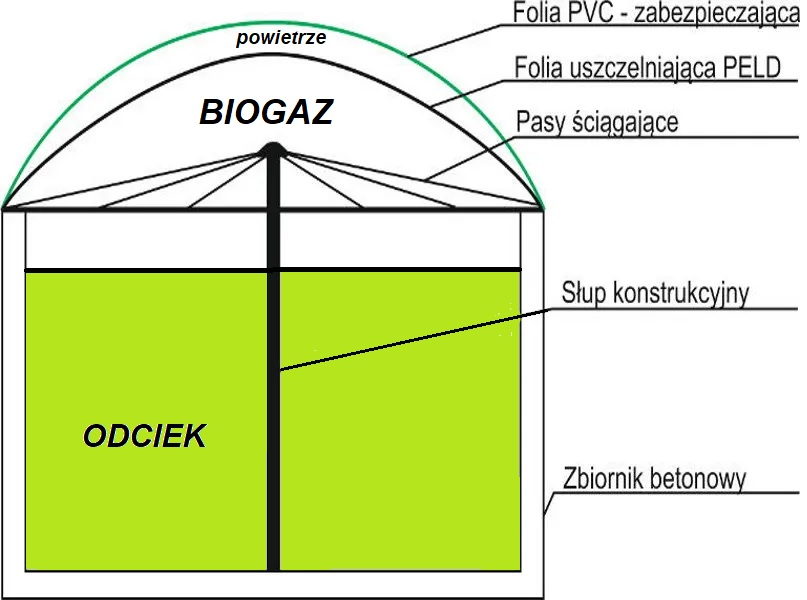 Folia PVC - zabezpieczająca
powietrze
Folia uszczelniająca PELD
BIOGAZ
Pasy ściągające
Słup konstrukcyjny
ODCIEK
Zbiornik betonowy